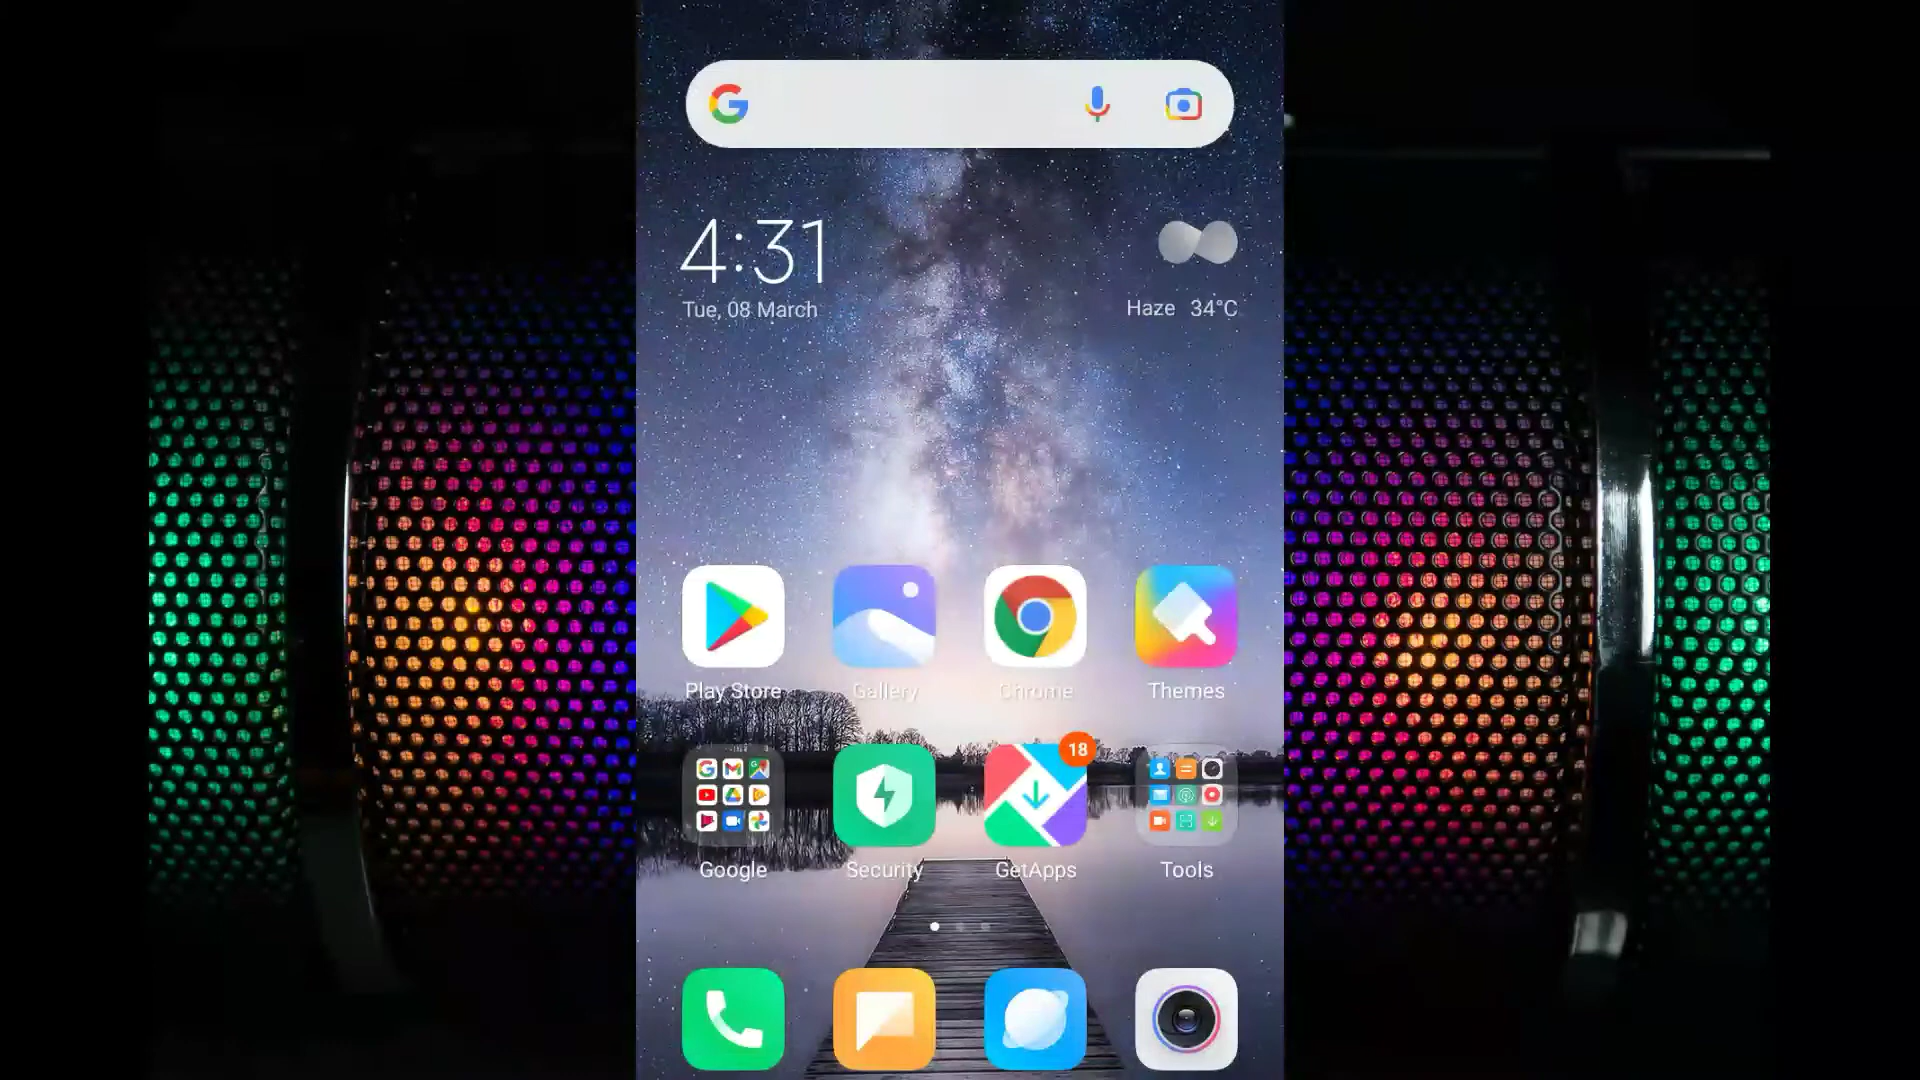 4:31
Tue, 08 March
Haze 34°C
Play Store
Gallery
Chrome
Themes
18
Google
Security
GetApps
Tools